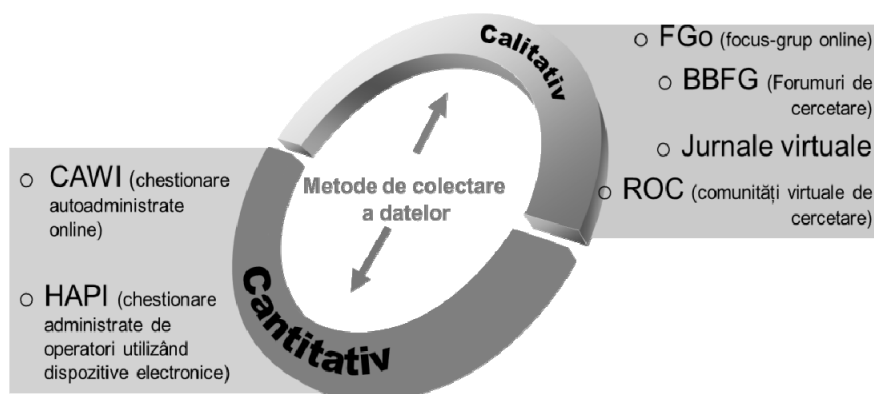 Calitativ
○ FGo (focus-grup online)
○ BBFG (Forumuri de
cercetare)
○ Jurnale virtuale
○ ROC (comunități virtuale de
cercetare)
Metode de colectare
a datelor
○ CAWI (chestionare
autoadministrate
online)
○ HAPI (chestionare
administrate de
operatori utilizând
dispozitive electronice)
Cantitativ